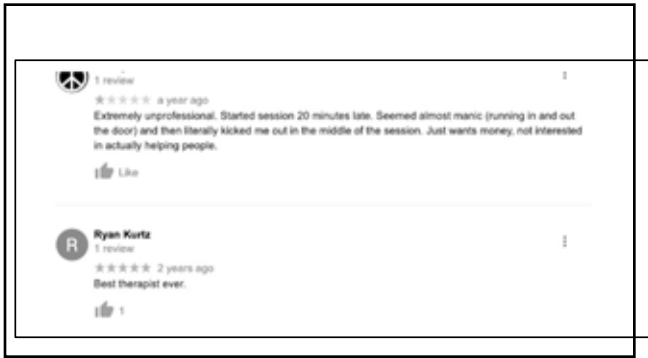 1 review
a year ago
Extremely unprofessional. Started session 20 minutes late. Seemed almost manic (running in and out
the door) and then literally kicked me out in the middle of the session. Just wants money, not interested
in actually helping people.
Like
R
Ryan Kurtz
1 review
2 years ago
Best therapist ever.
1